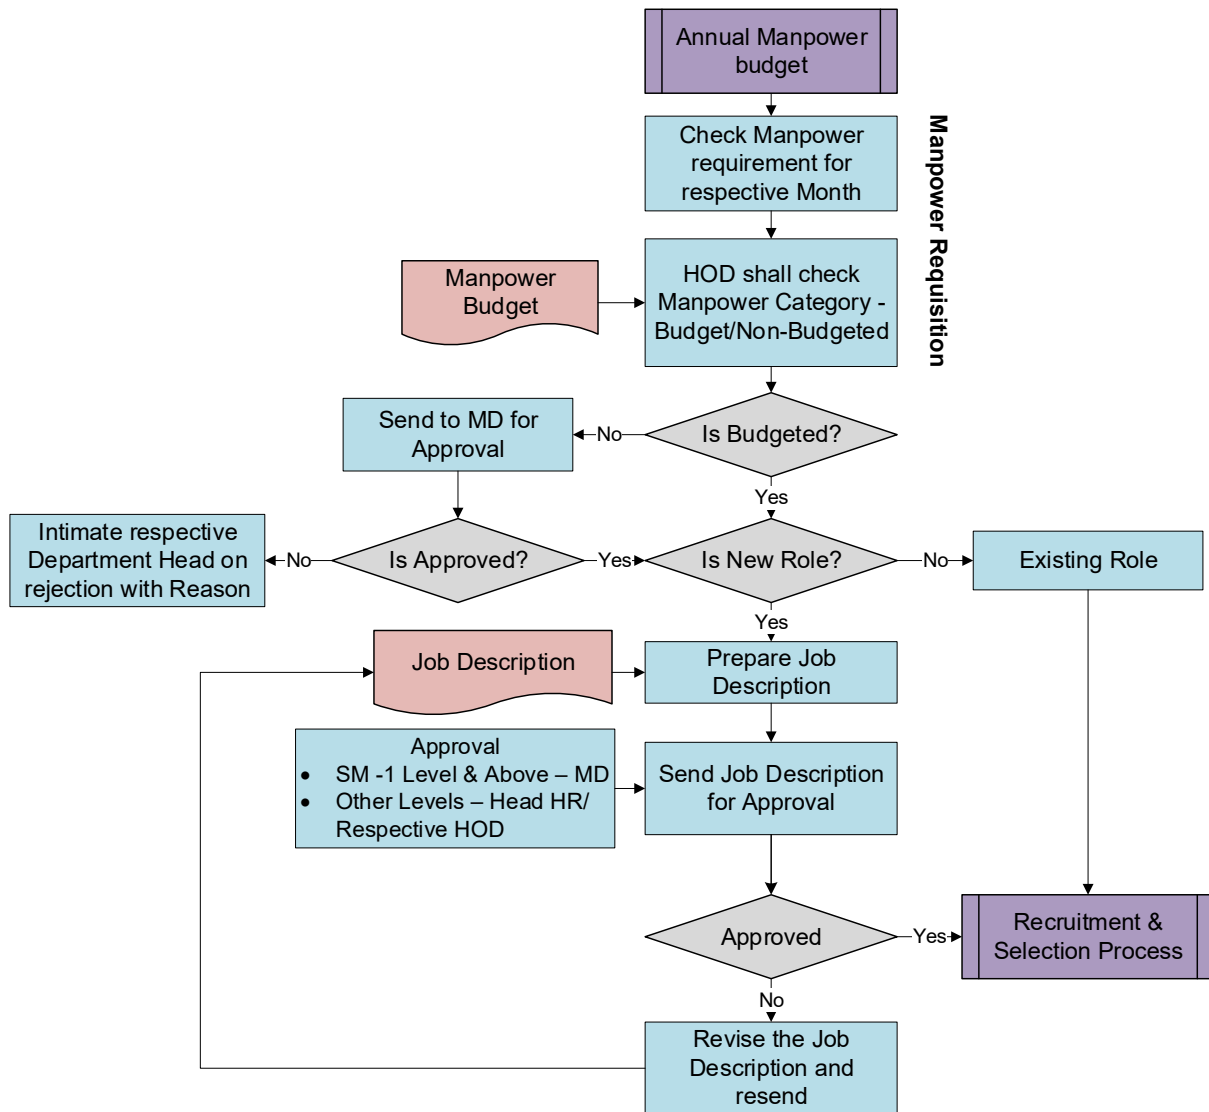 Annual Manpower
budget
Check Manpower
requirement for
respective Month
Manpower Requisition
Manpower
Budget
HOD shall check
Manpower Category -
Budget/Non-Budgeted
Send to MD for
Approval
No
Is Budgeted?
Yes
Intimate respective
Department Head on
rejection with Reason
No
Is Approved?
Yes
Is New Role?
No
Existing Role
Yes
Job Description
Prepare Job
Description
Approval
• SM -1 Level & Above – MD
• Other Levels – Head HR/
Respective HOD
Send Job Description
for Approval
Approved
Yes
Recruitment &
Selection Process
No
Revise the Job
Description and
resend